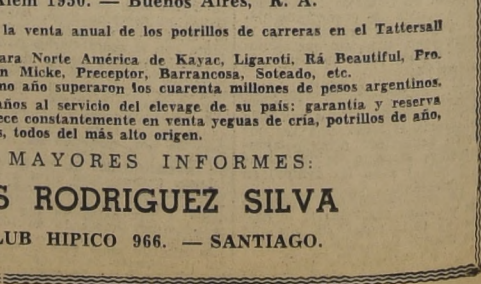 1950. — Buenos Aires, R. A.
la venta anual de los potrillos de carreras en el Tattersall
ara Norte América de Kayac, Ligaroti, Rá Beautiful, Pro.
n Micke, Preceptor, Barrancosa, Soteado, etc.
no año superaron los cuarenta millones de pesos argentinos.
años al servicio del elevage de su país: garantía y reserva
ece constantemente en venta yeguas de cría, potrillos de año,
s, todos del más alto origen.
MAYORES INFORMES:
S RODRIGUEZ SILVA
LUB HIPICO 966. — SANTIAGO.